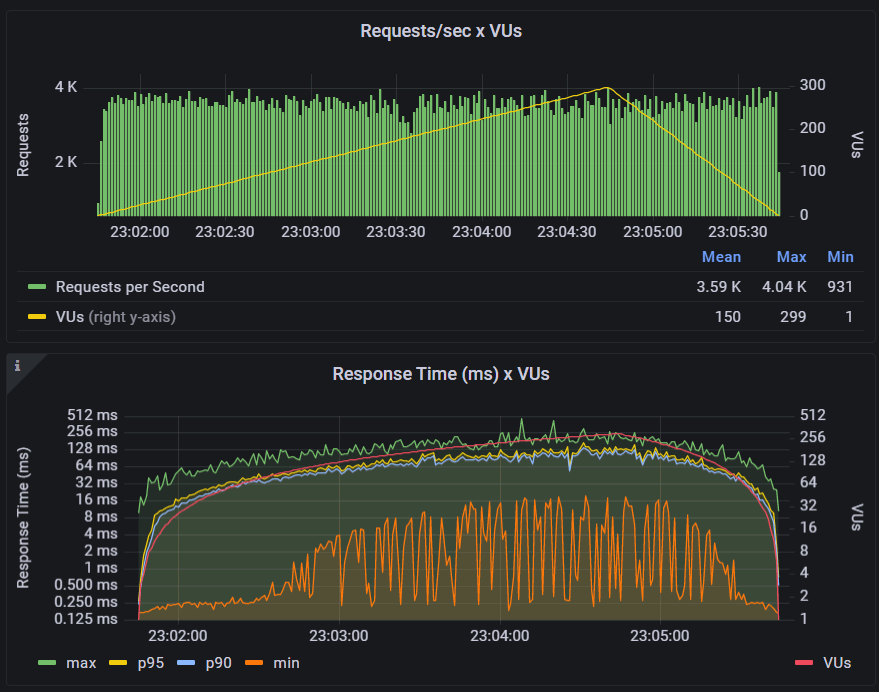 Requests/sec x VUs
4 K
300
200
2 K
100
0
Requests
VUs
23:02:00 23:02:30 23:03:00 23:03:30 23:04:00 23:04:30 23:05:00 23:05:30
Mean Max Min
Requests per Second 3.59 K 4.04 K 931
VUs (right y-axis) 150 299 1
i
Response Time (ms) x VUs
512 ms 512
256 ms 256
128 ms 128
64 ms 64
32 ms 32
16 ms 16
8 ms 8
4 ms 4
2 ms 2
1 ms 1
0.500 ms
0.250 ms
0.125 ms
Response Time (ms)
VUs
23:02:00 23:03:00 23:04:00 23:05:00
max p95 p90 min VUs